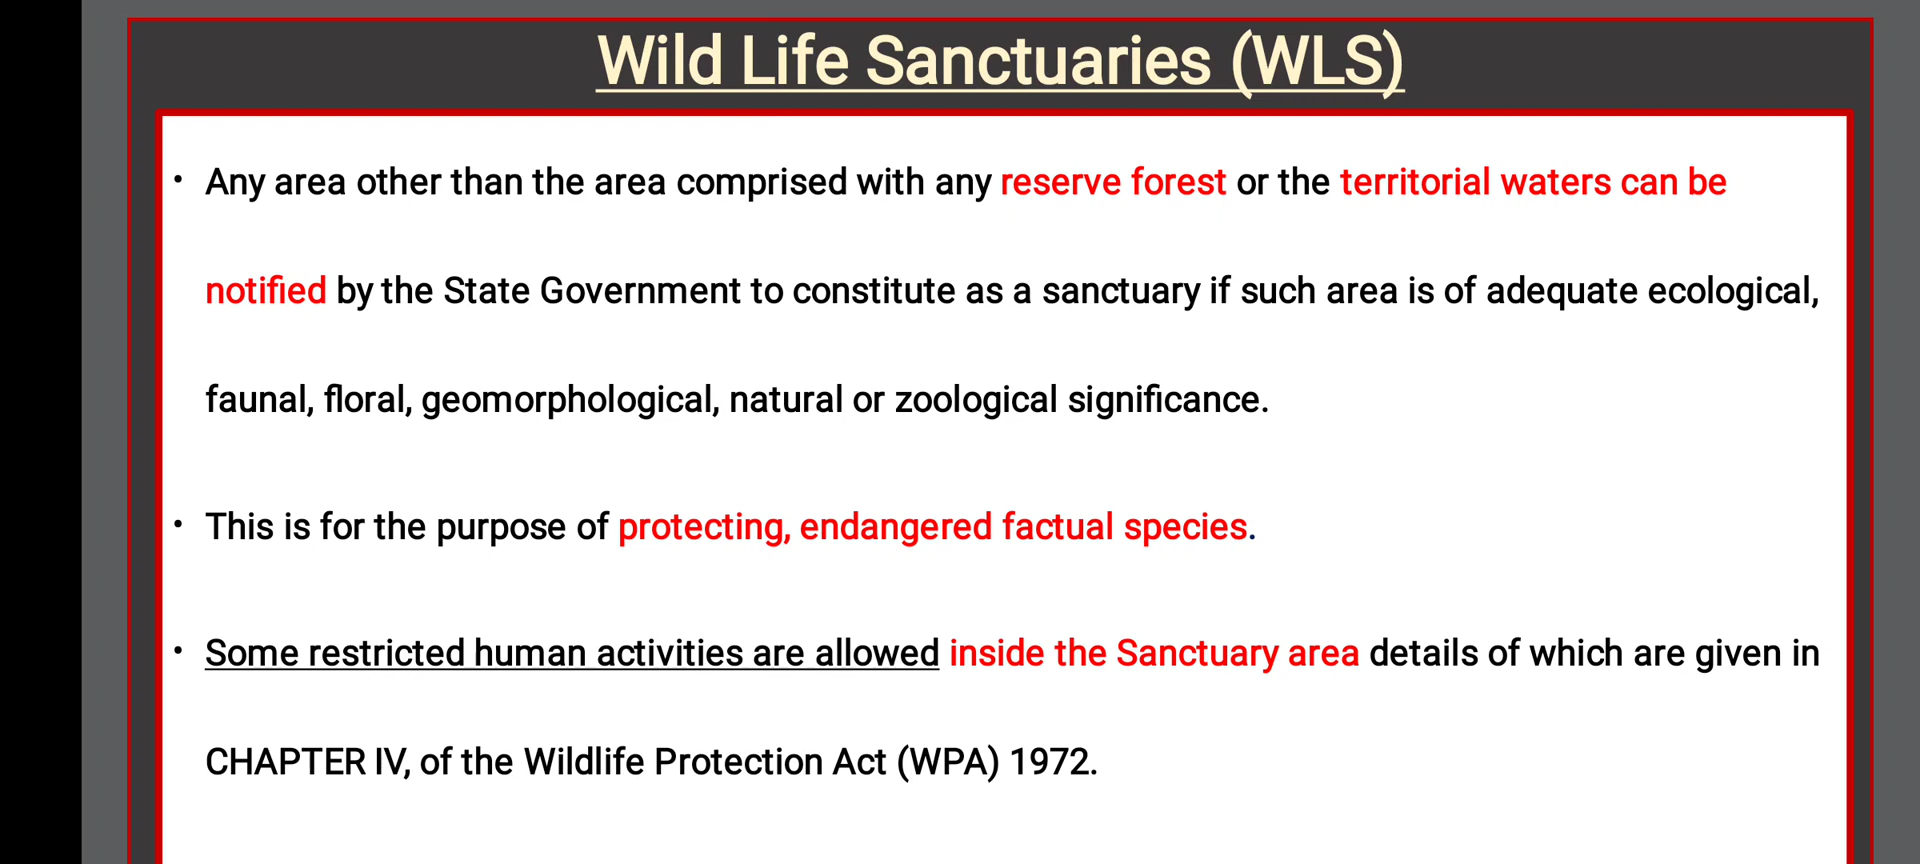 Wild Life Sanctuaries (WLS)
• Any area other than the area comprised with any reserve forest or the territorial waters can be
notified by the State Government to constitute as a sanctuary if such area is of adequate ecological,
faunal, floral, geomorphological, natural or zoological significance.
• This is for the purpose of protecting, endangered factual species.
• Some restricted human activities are allowed inside the Sanctuary area details of which are given in
CHAPTER IV, of the Wildlife Protection Act (WPA) 1972.